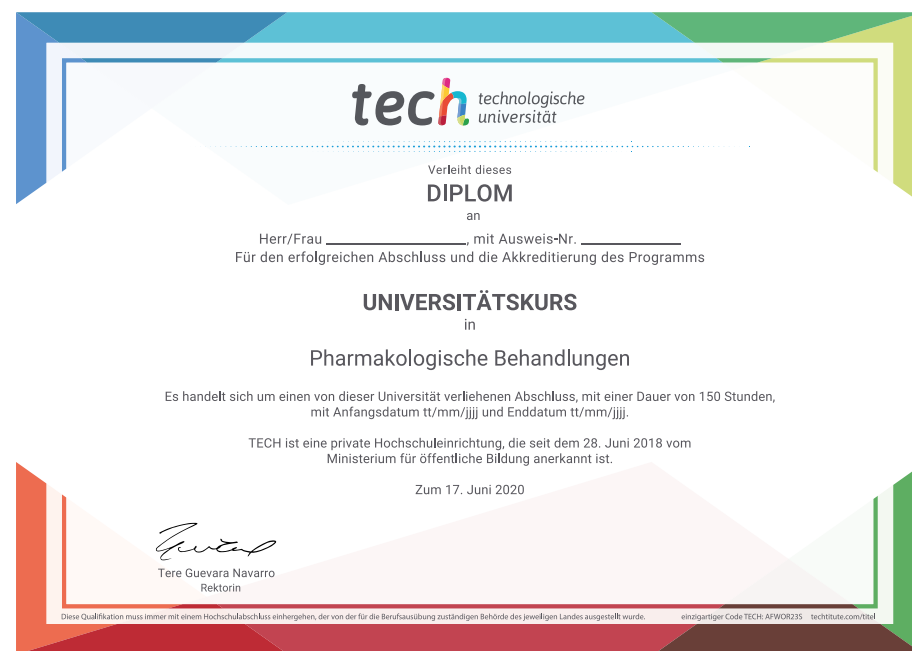 tech technologische
universität
Verleiht dieses
DIPLOM
an
Herr/Frau ____________________, mit Ausweis-Nr. ______________
Für den erfolgreichen Abschluss und die Akkreditierung des Programms
UNIVERSITÄTSKURS
in
Pharmakologische Behandlungen
Es handelt sich um einen von dieser Universität verliehenen Abschluss, mit einer Dauer von 150 Stunden,
mit Anfangsdatum tt/mm/jjjj und Enddatum tt/mm/jjjj.
TECH ist eine private Hochschuleinrichtung, die seit dem 28. Juni 2018 vom
Ministerium für öffentliche Bildung anerkannt ist.
Zum 17. Juni 2020
Tere Guevara Navarro
Rektorin
Diese Qualifikation muss immer mit einem Hochschulabschluss einhergehen, der von der für die Berufsausübung zuständigen Behörde des jeweiligen Landes ausgestellt wurde. einzigartiger Code TECH: AFWOR23S techtitute.com/titel